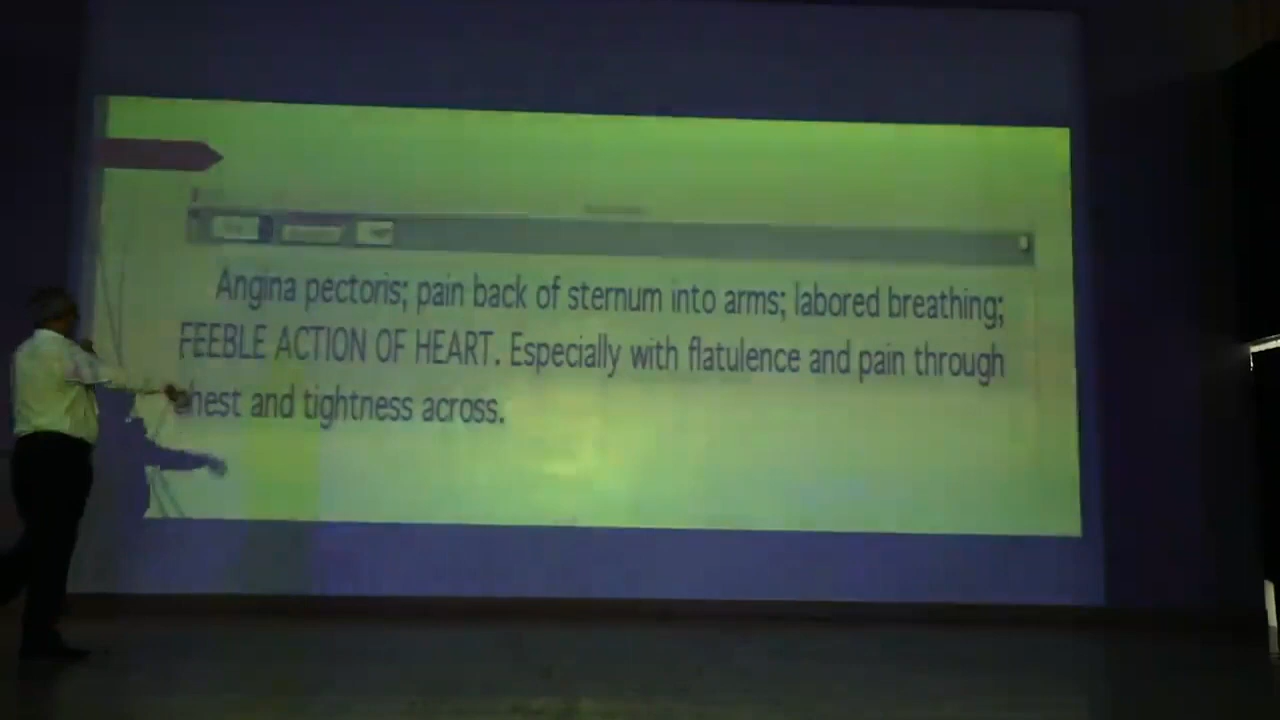 Angina pectoris; pain back of sternum into arms; labored breathing;
FEEBLE ACTION OF HEART. Especially with flatulence and pain through
chest and tightness across.